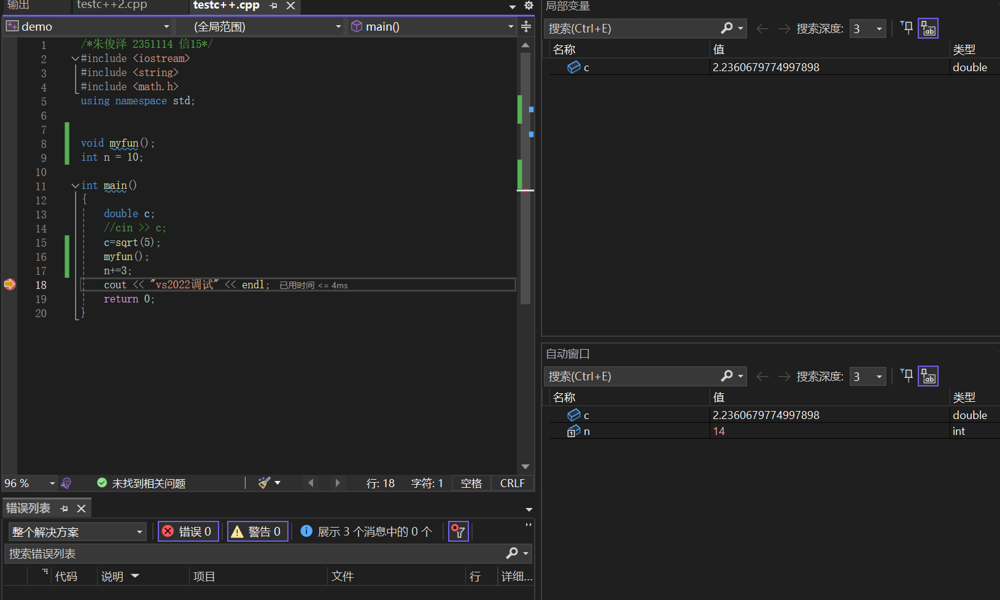 输出
testc++2.cpp
testc++.cpp
demo
(全局范围)
main()
1 /*朱俊泽 2351114 信15*/
2 #include <iostream>
3 #include <string>
4 #include <math.h>
5 using namespace std;
6
7
8 void myfun();
9 int n = 10;
10
11 int main()
12 {
13 double c;
14 //cin >> c;
15 c=sqrt(5);
16 myfun();
17 n+=3;
18 cout << "vs2022调试" << endl; 已用时间 <= 4ms
19 return 0;
20 }
96 %
未找到相关问题
行: 18
字符: 1
空格
CRLF
错误列表
整个解决方案
错误 0
警告 0
展示 3 个消息中的 0 个
搜索错误列表
代码
说明
项目
文件
行
详细...
局部变量
搜索(Ctrl+E)
搜索深度: 3
名称
值
类型
c
2.2360679774997898
double
自动窗口
搜索(Ctrl+E)
搜索深度: 3
名称
值
类型
c
2.2360679774997898
double
n
14
int